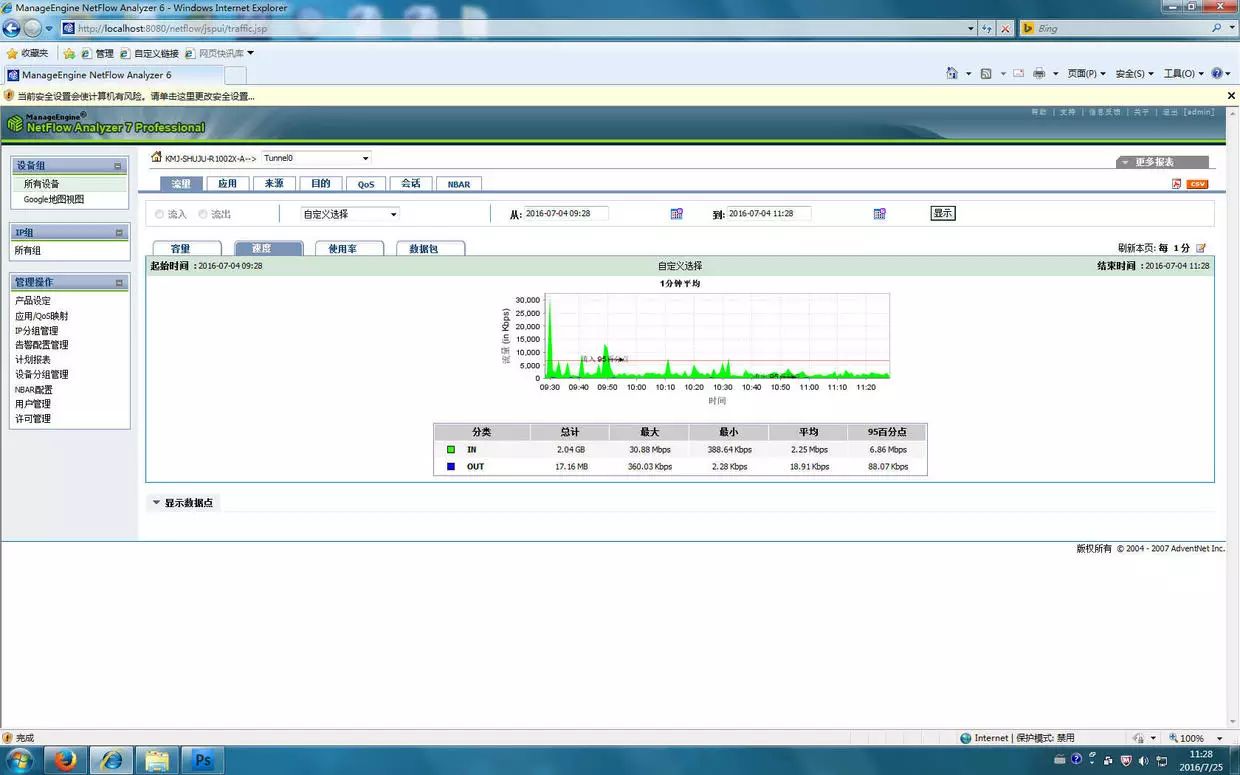 ManageEngine NetFlow Analyzer 6 - Windows Internet Explorer
http://localhost:8080/netflow/jspui/traffic.jsp
Bing
收藏夹 管理 自定义链接 网页快讯库
ManageEngine NetFlow Analyzer 6
页面(P) 安全(S) 工具(O)
当前安全设置会使计算机有风险。请单击这里更改安全设置...
ManageEngine®
NetFlow Analyzer 7 Professional
帮助 | 支持 | 信息反馈 | 关于 | 退出 [admin]
设备组
所有设备
Google地图视图
IP组
所有组
管理操作
产品设定
应用/QoS映射
IP分组管理
告警配置管理
计划报表
设备分组管理
NBAR配置
用户管理
许可管理
KMJ-SHUJU-R1002X-A--> Tunnel0
更多报表
流量 应用 来源 目的 QoS 会话 NBAR
CSV
流入 流出 自定义选择 从: 2016-07-04 09:28 到: 2016-07-04 11:28 显示
容量 速度 使用率 数据包
刷新本页: 每 1 分
起始时间 : 2016-07-04 09:28 自定义选择 结束时间 : 2016-07-04 11:28
1分钟平均
流量 (in Kbps)
30,000
25,000
20,000
15,000
10,000
5,000
0
09:30 09:40 09:50 10:00 10:10 10:20 10:30 10:40 10:50 11:00 11:10 11:20
时间
分类 总计 最大 最小 平均 95百分点
IN 2.04 GB 30.88 Mbps 388.64 Kbps 2.25 Mbps 6.86 Mbps
OUT 17.16 MB 360.03 Kbps 2.28 Kbps 18.91 Kbps 88.07 Kbps
显示数据点
版权所有 © 2004 - 2007 AdventNet Inc.
完成
Internet | 保护模式: 禁用
100%
Ps
11:28
2016/7/25